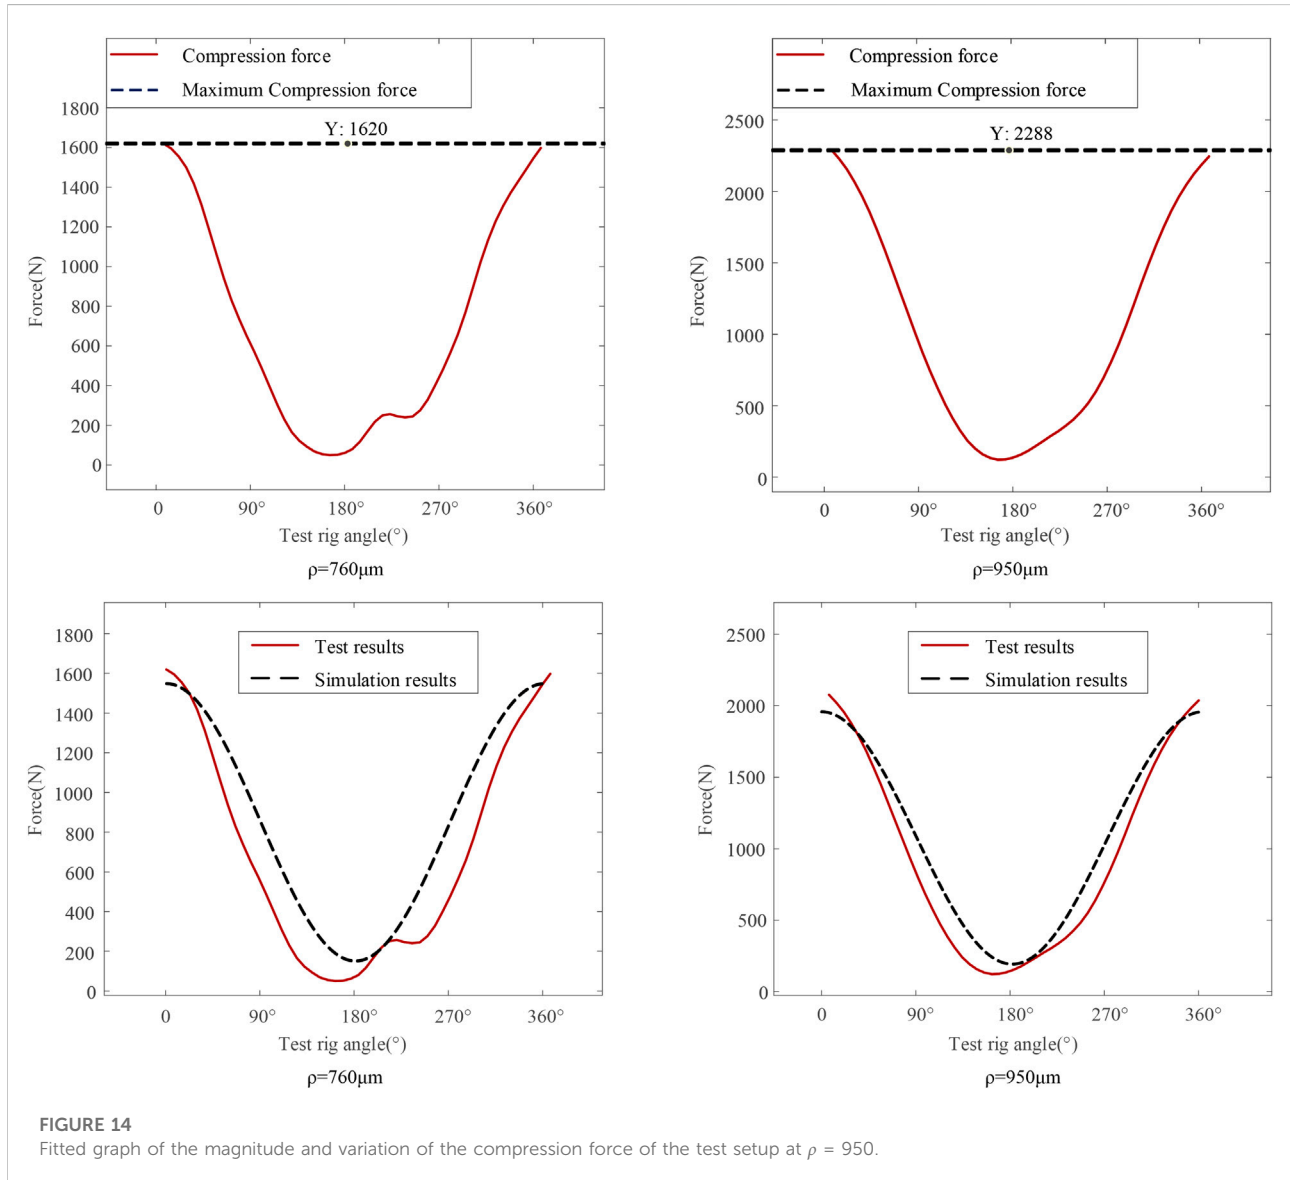 Compression force
Maximum Compression force
1800
1600
1400
1200
1000
800
600
400
200
0
Y: 1620
Force(N)
0 90° 180° 270° 360°
Test rig angle(°)
ρ=760μm
Compression force
Maximum Compression force
2500
2000
1500
1000
500
0
Y: 2288
Force(N)
0 90° 180° 270° 360°
Test rig angle(°)
ρ=950μm
Test results
Simulation results
1800
1600
1400
1200
1000
800
600
400
200
0
Force(N)
0 90° 180° 270° 360°
Test rig angle(°)
ρ=760μm
Test results
Simulation results
2500
2000
1500
1000
500
0
Force(N)
0 90° 180° 270° 360°
Test rig angle(°)
ρ=950μm
FIGURE 14
Fitted graph of the magnitude and variation of the compression force of the test setup at ρ = 950.